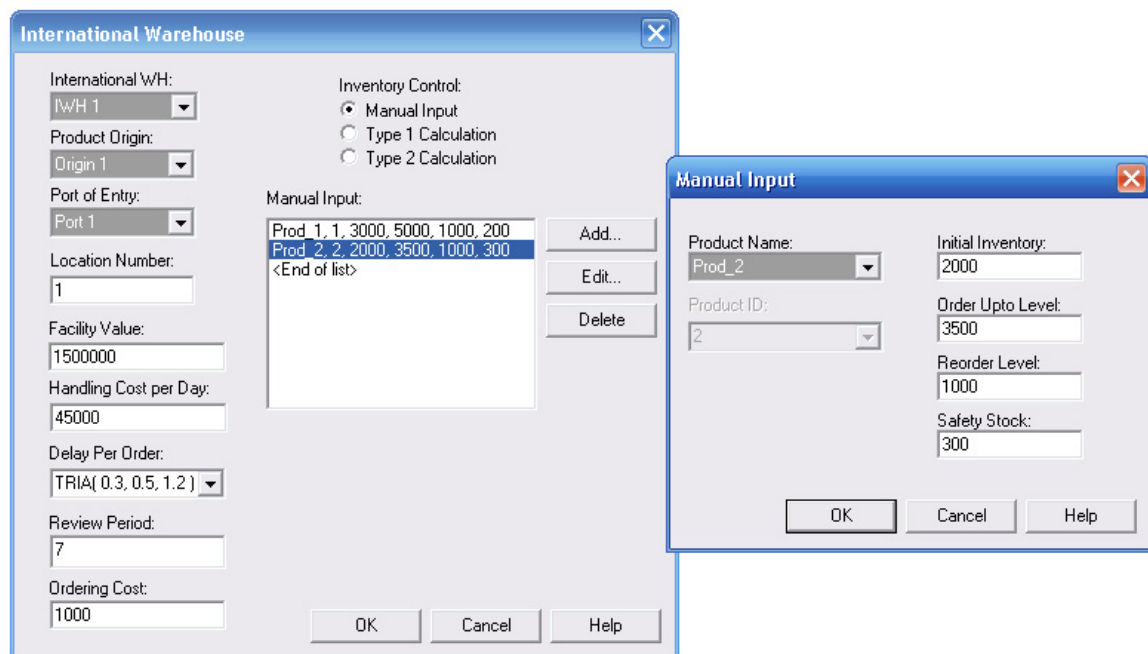 International Warehouse
International WH:
IWH 1
Product Origin:
Origin 1
Port of Entry:
Port 1
Location Number:
1
Facility Value:
1500000
Handling Cost per Day:
45000
Delay Per Order:
TRIA( 0.3, 0.5, 1.2 )
Review Period:
7
Ordering Cost:
1000
Inventory Control:
Manual Input
Type 1 Calculation
Type 2 Calculation
Manual Input:
Prod_1, 1, 3000, 5000, 1000, 200
Prod_2, 2, 2000, 3500, 1000, 300
<End of list>
Add...
Edit...
Delete
OK Cancel Help
Manual Input
Product Name:
Prod_2
Product ID:
2
Initial Inventory:
2000
Order Upto Level:
3500
Reorder Level:
1000
Safety Stock:
300
OK Cancel Help